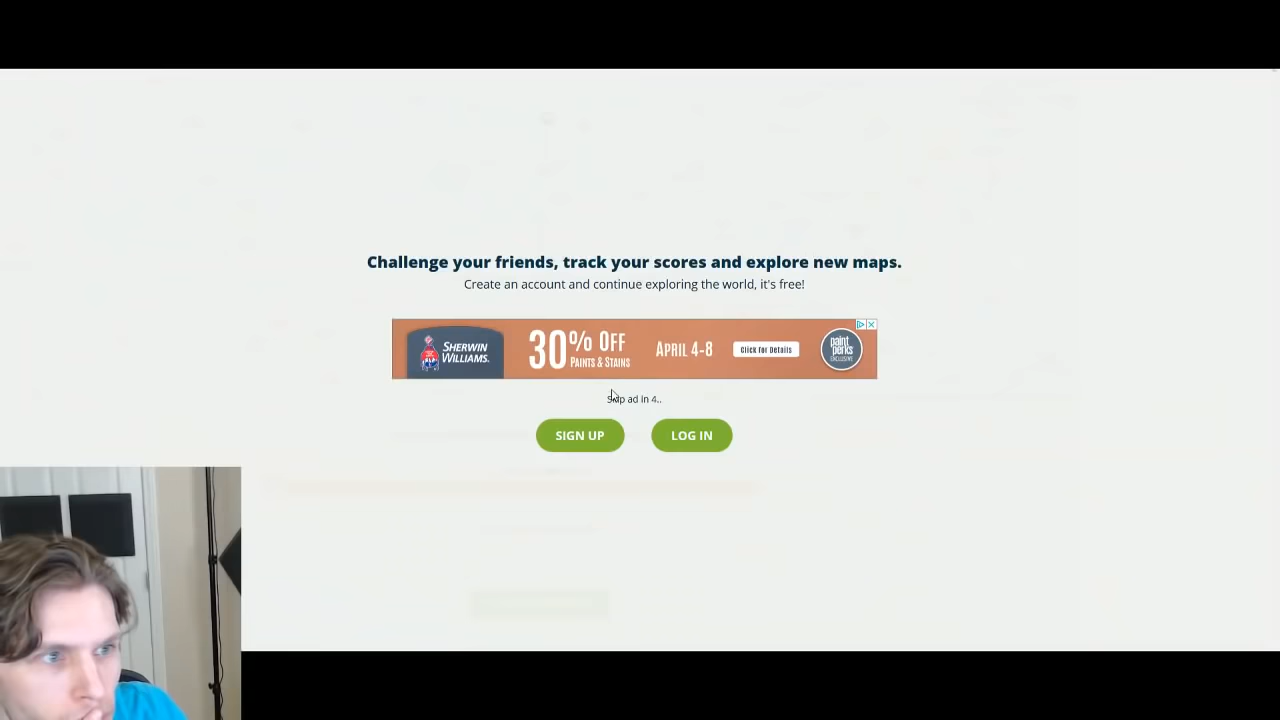 Challenge your friends, track your scores and explore new maps.
Create an account and continue exploring the world, it's free!
SHERWIN WILLIAMS.
30% OFF PAINTS & STAINS
APRIL 4-8
Click for Details
paint perks EXCLUSIVE
Skip ad in 4..
SIGN UP
LOG IN